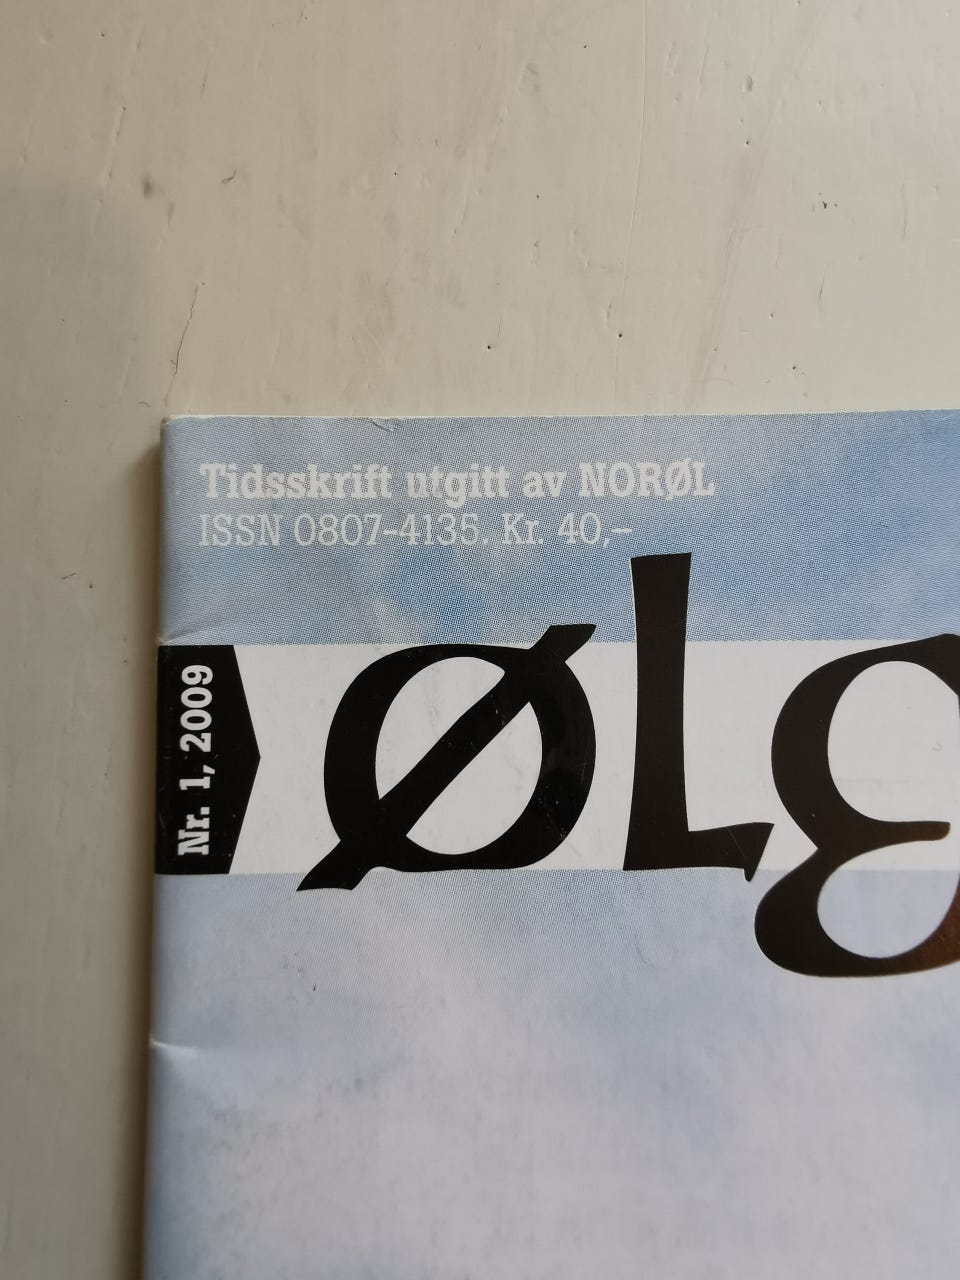 Tidsskrift utgitt av NORØL
ISSN 0807-4135. Kr. 40,–
Nr. 1, 2009
ØLg